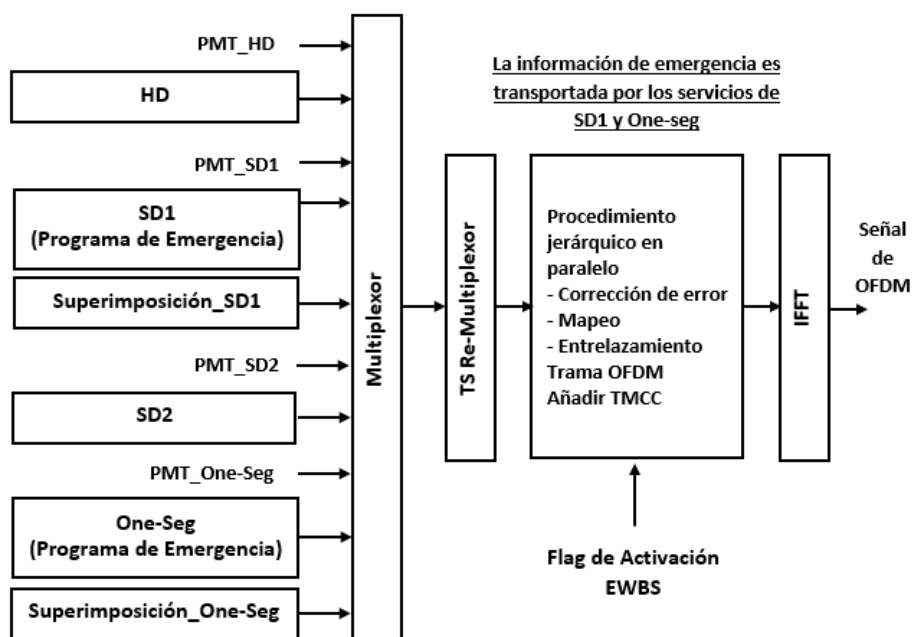 PMT_HD
HD
PMT_SD1
SD1
(Programa de Emergencia)
Superimposición_SD1
PMT_SD2
SD2
PMT_One-Seg
One-Seg
(Programa de Emergencia)
Superimposición_One-Seg
Multiplexor
TS Re-Multiplexor
La información de emergencia es
transportada por los servicios de
SD1 y One-seg
Procedimiento
jerárquico en
paralelo
- Corrección de error
- Mapeo
- Entrelazamiento
Trama OFDM
Añadir TMCC
Flag de Activación
EWBS
IFFT
Señal
de
OFDM